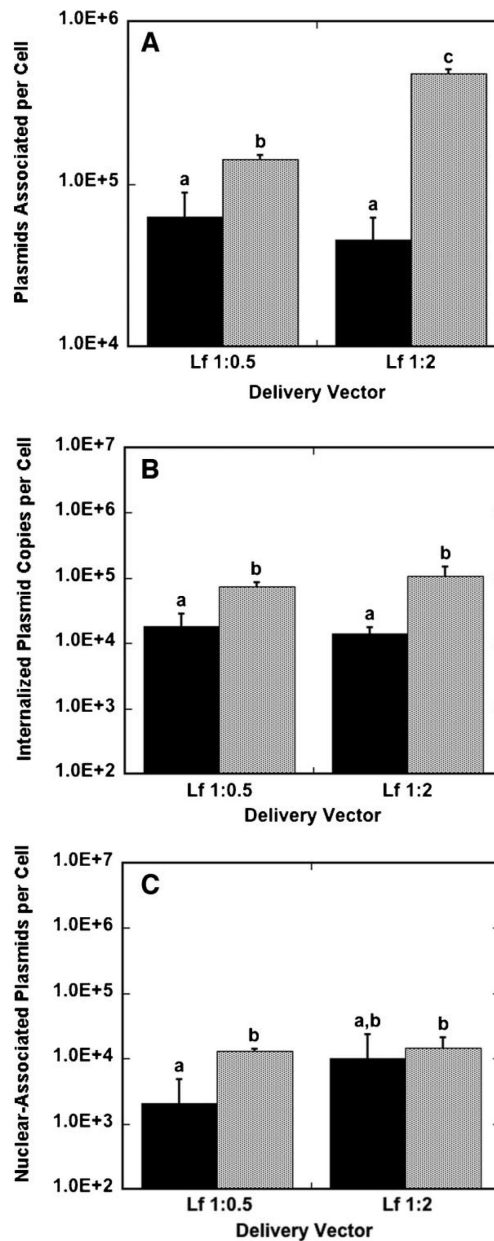 A
Plasmids Associated per Cell
1.0E+6
1.0E+5
1.0E+4
a
b
a
c
Lf 1:0.5
Lf 1:2
Delivery Vector
B
Internalized Plasmid Copies per Cell
1.0E+7
1.0E+6
1.0E+5
1.0E+4
1.0E+3
1.0E+2
a
b
a
b
Lf 1:0.5
Lf 1:2
Delivery Vector
C
Nuclear-Associated Plasmids per Cell
1.0E+7
1.0E+6
1.0E+5
1.0E+4
1.0E+3
1.0E+2
a
b
a,b
b
Lf 1:0.5
Lf 1:2
Delivery Vector